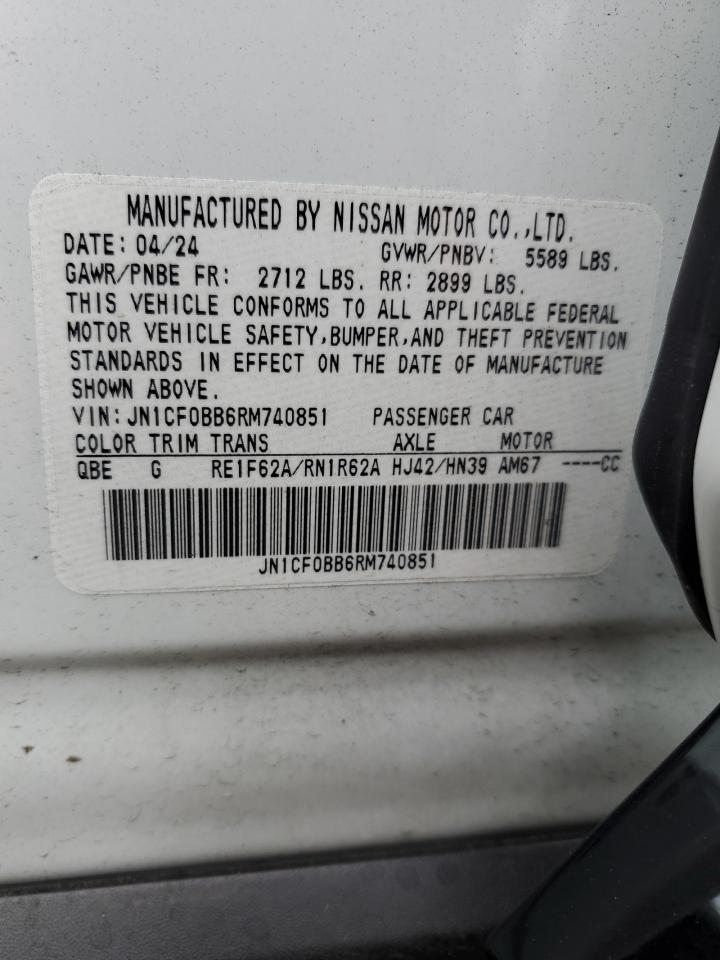 MANUFACTURED BY NISSAN MOTOR CO.,LTD.
DATE: 04/24 GVWR/PNBV: 5589 LBS.
GAWR/PNBE FR: 2712 LBS. RR: 2899 LBS.
THIS VEHICLE CONFORMS TO ALL APPLICABLE FEDERAL
MOTOR VEHICLE SAFETY,BUMPER,AND THEFT PREVENTION
STANDARDS IN EFFECT ON THE DATE OF MANUFACTURE
SHOWN ABOVE.
VIN:JN1CF0BB6RM740851 PASSENGER CAR
COLOR TRIM TRANS AXLE MOTOR
QBE G RE1F62A/RN1R62A HJ42/HN39 AM67 ----CC
JN1CF0BB6RM740851